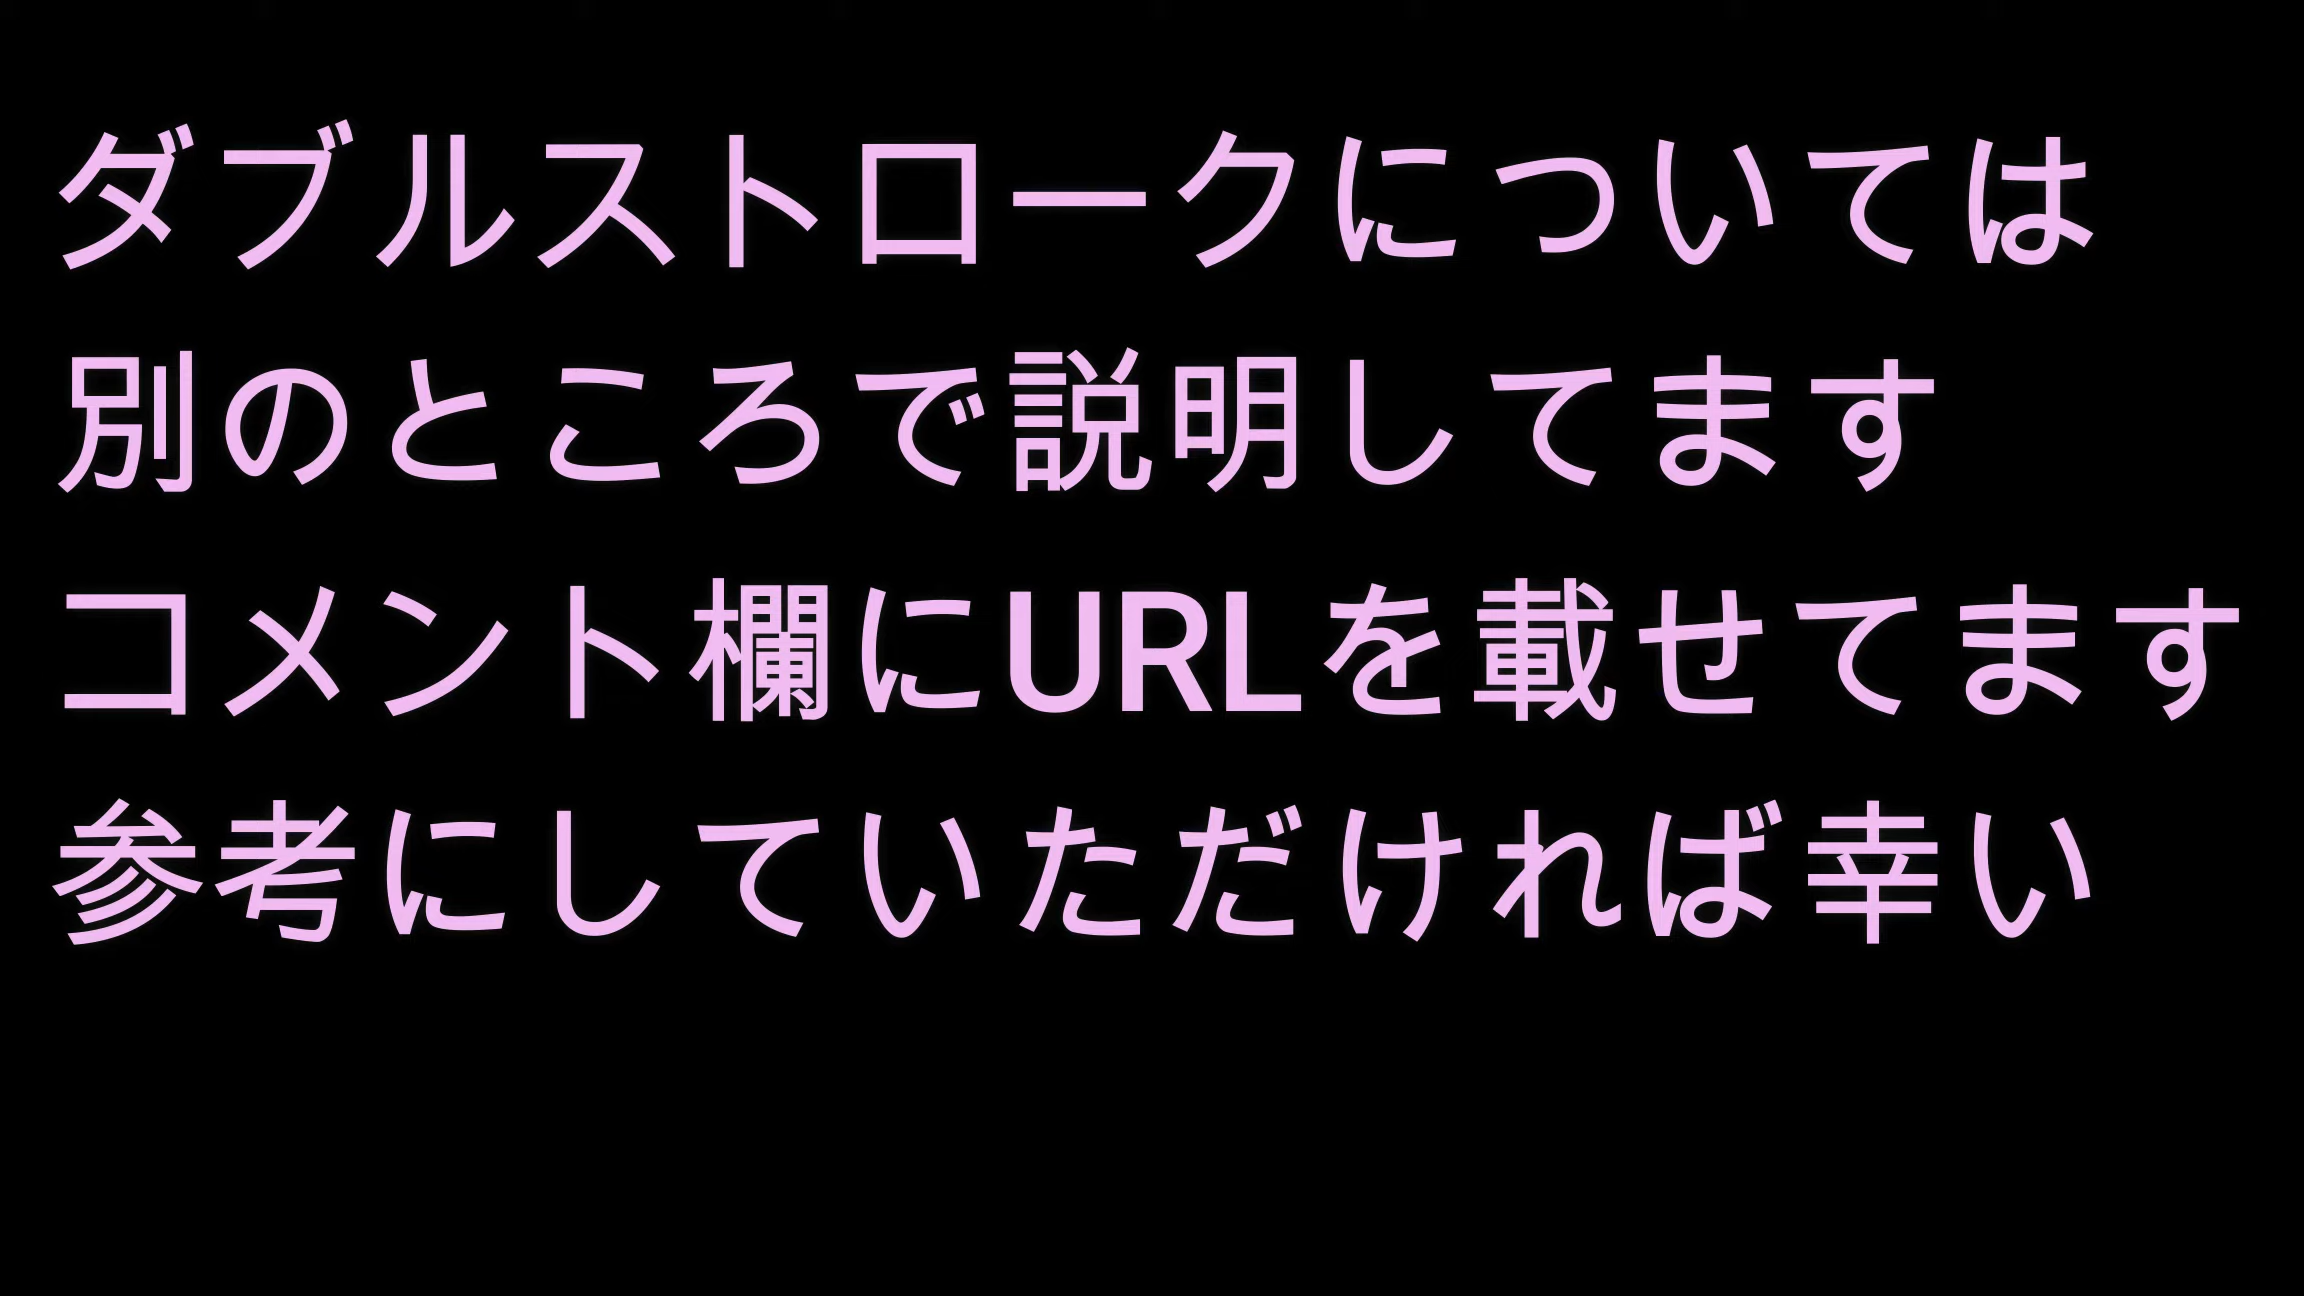 ダブルストロークについては
別のところで説明してます
コメント欄にURLを載せてます
参考にしていただければ幸い